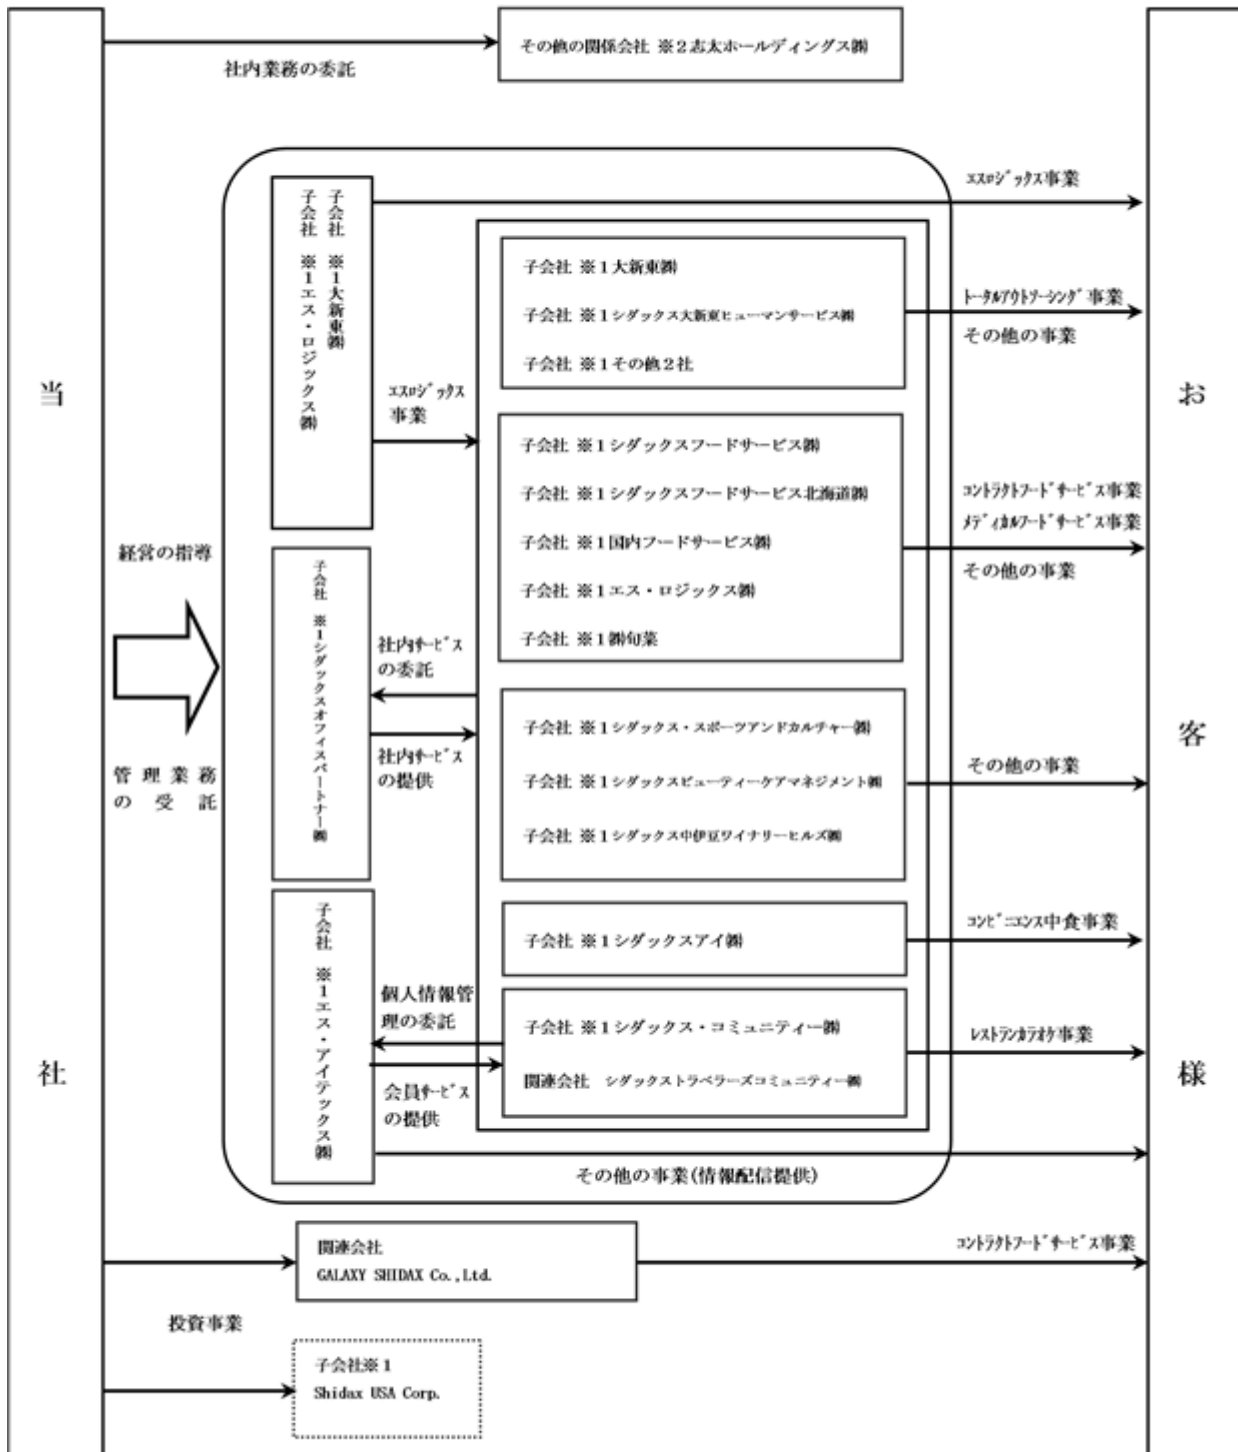 その他の関係会社 ※2志太ホールディングス㈱
社内業務の委託
当
社
経営の指導
管理業務
の受託
子会社 ※1大新東㈱
子会社 ※1エス・ロジックス㈱
エスロジックス事業
エスロジックス
事業
子会社 ※1大新東㈱
子会社 ※1シダックス大新東ヒューマンサービス㈱
子会社 ※1その他2社
トータルアウトソーシング事業
その他の事業
子会社 ※1シダックスフードサービス㈱
子会社 ※1シダックスフードサービス北海道㈱
子会社 ※1国内フードサービス㈱
子会社 ※1エス・ロジックス㈱
子会社 ※1㈱旬菜
コントラクトフードサービス事業
メディカルフードサービス事業
その他の事業
子会社 ※1シダックスオフィスパートナー㈱
社内サービス
の委託
社内サービス
の提供
子会社 ※1シダックス・スポーツアンドカルチャー㈱
子会社 ※1シダックスビューティーケアマネジメント㈱
子会社 ※1シダックス中伊豆ワイナリーヒルズ㈱
その他の事業
子会社 ※1シダックスアイ㈱
コンビニエンス中食事業
子会社 ※1エス・アイテックス㈱
個人情報管
理の委託
会員サービス
の提供
子会社 ※1シダックス・コミュニティー㈱
関連会社 シダックストラベラーズコミュニティー㈱
レストランカラオケ事業
その他の事業(情報配信提供)
関連会社
GALAXY SHIDAX Co.,Ltd.
コントラクトフードサービス事業
投資事業
子会社※1
Shidax USA Corp.
お
客
様